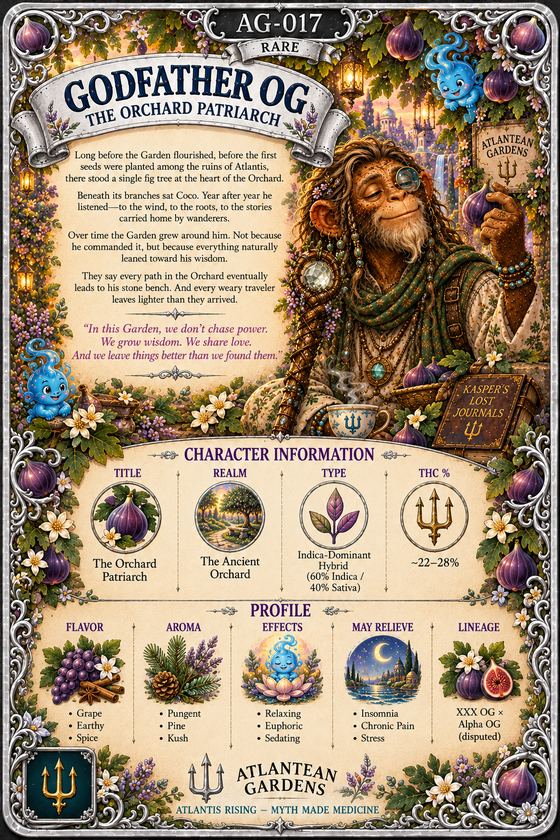 AG-017
RARE
GODFATHER OG
THE ORCHARD PATRIARCH
ATLANTEAN
GARDENS
Long before the Garden flourished, before the first
seeds were planted among the ruins of Atlantis,
there stood a single fig tree at the heart of the Orchard.
Beneath its branches sat Coco. Year after year he
listened—to the wind, to the roots, to the stories
carried home by wanderers.
Over time the Garden grew around him. Not because
he commanded it, but because everything naturally
leaned toward his wisdom.
They say every path in the Orchard eventually
leads to his stone bench. And every weary traveler
leaves lighter than they arrived.
“In this Garden, we don’t chase power.
We grow wisdom. We share love.
And we leave things better than we found them.”
KASPER'S
LOST
JOURNALS
CHARACTER INFORMATION
TITLE
The Orchard
Patriarch
REALM
The Ancient
Orchard
TYPE
Indica-Dominant
Hybrid
(60% Indica /
40% Sativa)
THC %
~22–28%
PROFILE
FLAVOR
• Grape
• Earthy
• Spice
AROMA
• Pungent
• Pine
• Kush
EFFECTS
• Relaxing
• Euphoric
• Sedating
MAY RELIEVE
• Insomnia
• Chronic Pain
• Stress
LINEAGE
XXX OG ×
Alpha OG
(disputed)
ATLANTEAN
GARDENS
ATLANTIS RISING – MYTH MADE MEDICINE